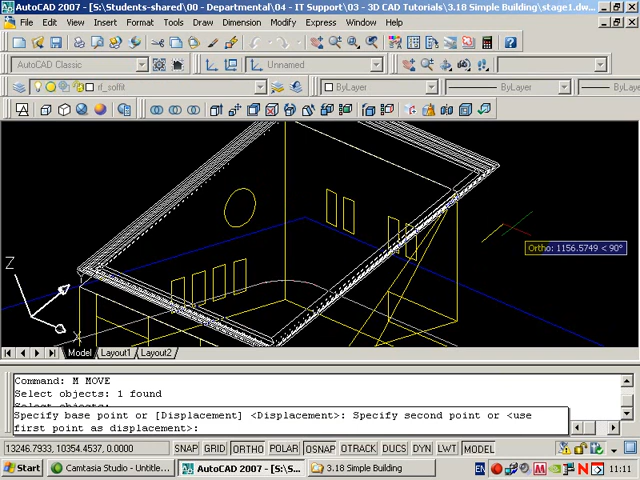 AutoCAD 2007 - [S:\Students-shared\00 - Departmental\04 - IT Support\03 - 3D CAD Tutorials\3.18 Simple Building\stage1.dw...
File Edit View Insert Format Tools Draw Dimension Modify Express Window Help
AutoCAD Classic Unnamed
rf_soffit ByLayer ByLayer ByLay
Ortho: 1156.5749 < 90°
Z
X
Model Layout1 Layout2
Command: M MOVE
Select objects: 1 found
Select objects:
Specify base point or [Displacement] <Displacement>: Specify second point or <use
first point as displacement>:
13246.7933, 10354.4537, 0.0000 SNAP GRID ORTHO POLAR OSNAP OTRACK DUCS DYN LWT MODEL
Start Camtasia Studio - Untitle... AutoCAD 2007 - [S:\S... 3.18 Simple Building EN 11:11